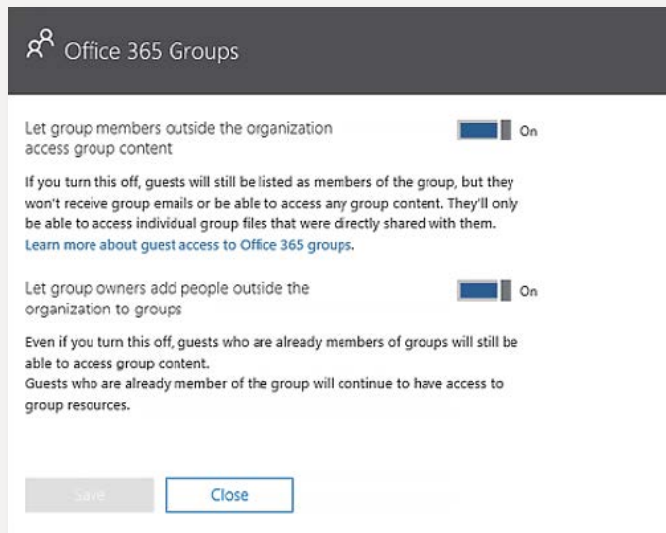 Office 365 Groups
Let group members outside the organization
On
access group content
If you turn this off, guests will still be listed as members of the group, but they
won't receive group emails or be able to access any group content. They'll only
be able to access individual group files that were directly shared with them.
Learn more about guest access to Office 365 groups.
Let group owners add people outside the
On
organization to groups
Even if you turn this off, guests who are already members of groups will still be
able to access group content.
Guests who are already member of the group will continue to have access to
group resources.
Save
Close